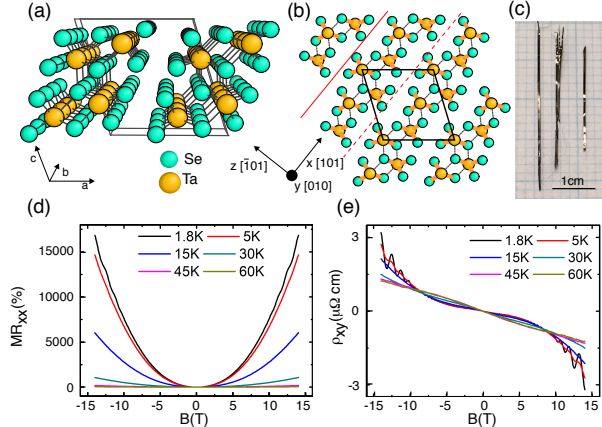 (a)
(b)
(c)
Se
Ta
c
b
a
z [1̄01]
x [101]
y [010]
1cm
(d)
(e)
1.8K 5K
15K 30K
45K 60K
MRxx(%)
15000
10000
5000
0
-15 -10 -5 0 5 10 15
B(T)
1.8K 5K
15K 30K
45K 60K
ρxy(μΩ cm)
3
0
-3
-15 -10 -5 0 5 10 15
B(T)